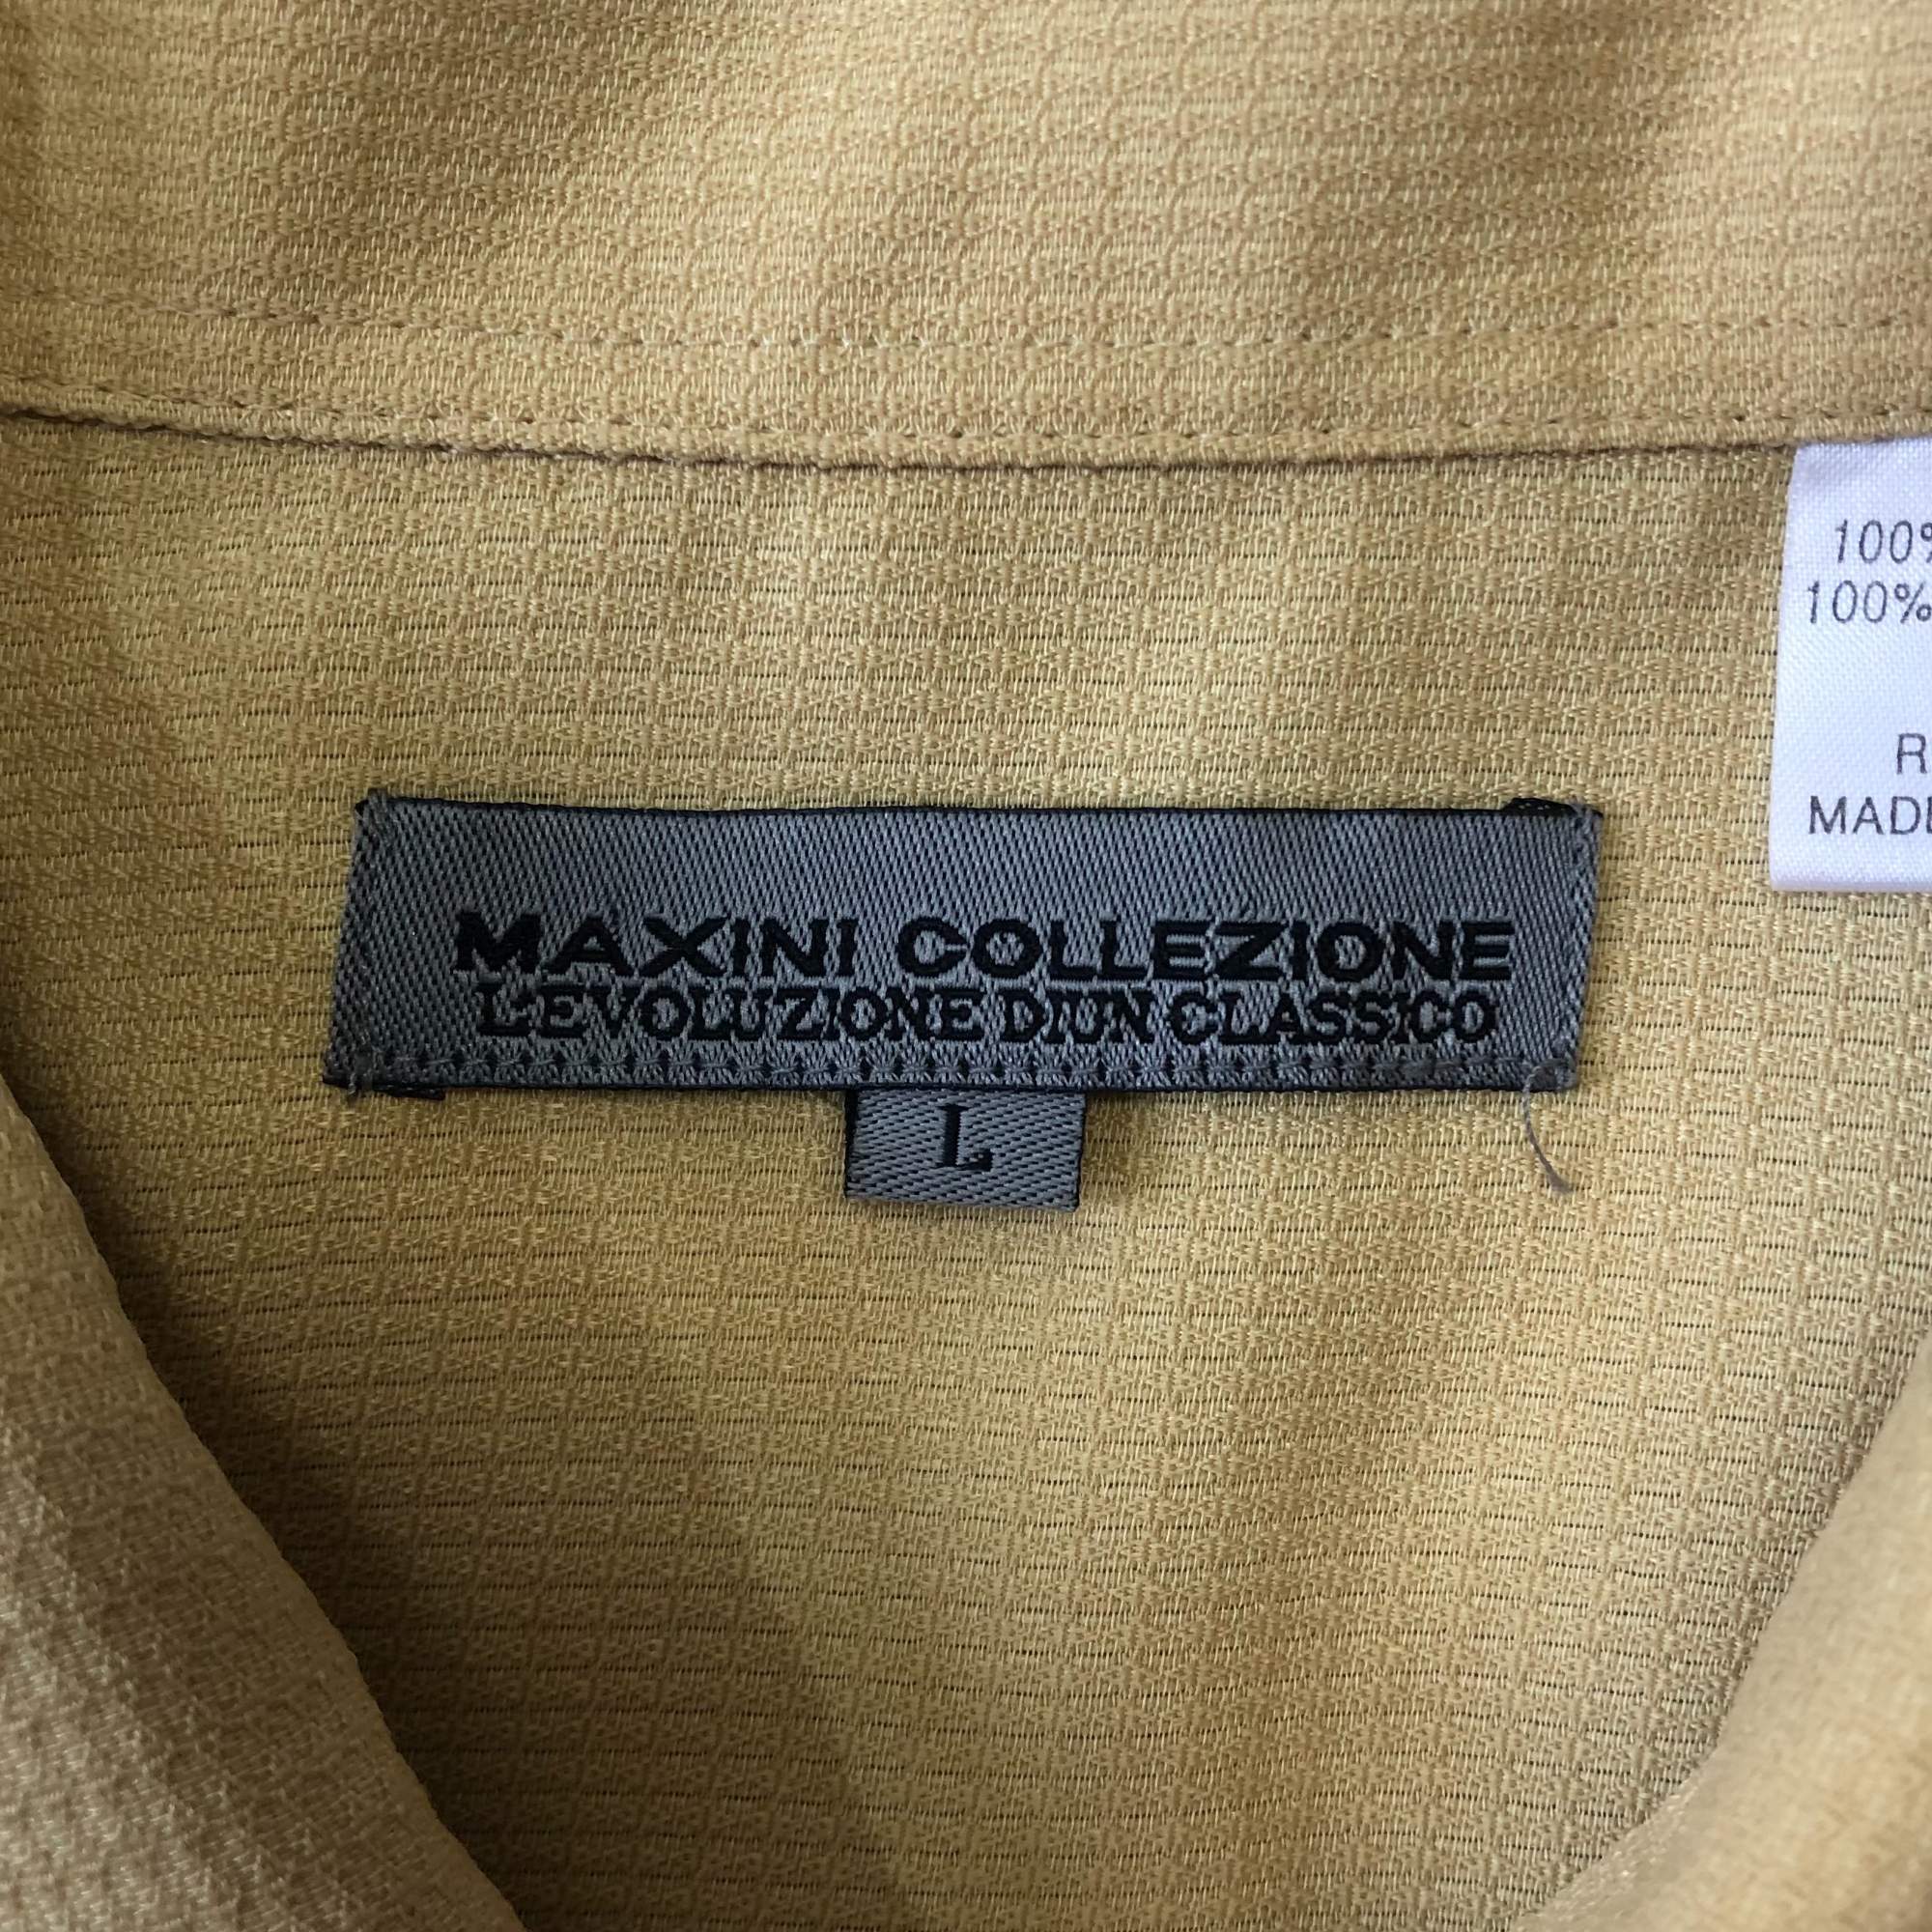 MAXINI COLLEZIONE
L'EVOLUZIONE DI UN CLASSICO
L
100%
100%
R
MADE